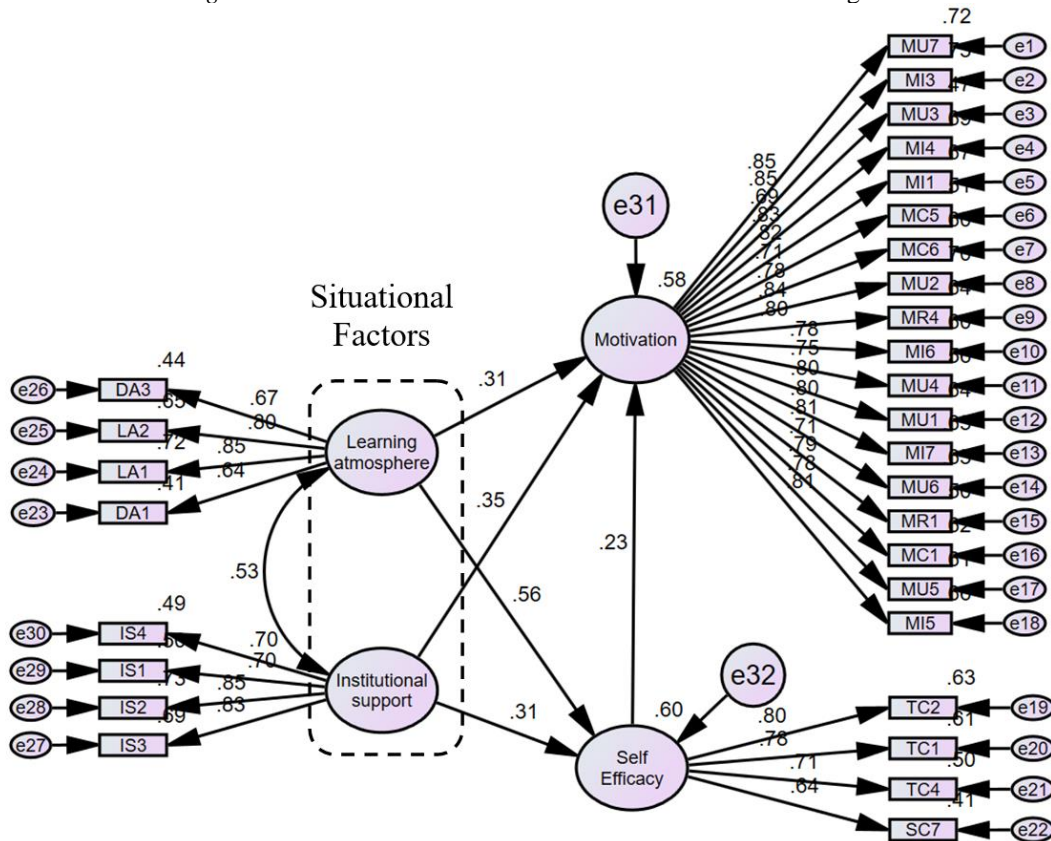 .72
MU7
e1
MI3
e2
MU3
e3
MI4
e4
MI1
e5
MC5
e6
MC6
e7
MU2
e8
MR4
e9
MI6
e10
MU4
e11
MU1
e12
MI7
e13
MU6
e14
MR1
e15
MC1
e16
MU5
e17
MI5
e18
.85
.85
.69
.83
.82
.71
.78
.84
.80
.78
.75
.80
.80
.81
.71
.79
.78
.81
e31
.58
Motivation
Situational
Factors
.44
e26
DA3
.67
.65
e25
LA2
.80
.72
e24
LA1
.85
.41
e23
DA1
.64
Learning
atmosphere
.31
.35
.53
.56
.23
.49
e30
IS4
.70
e29
IS1
.70
.73
e28
IS2
.85
.69
e27
IS3
.83
Institutional
support
.31
e32
.60
Self
Efficacy
.63
.80
TC2
e19
.61
.78
TC1
e20
.50
.71
TC4
e21
.41
.64
SC7
e22